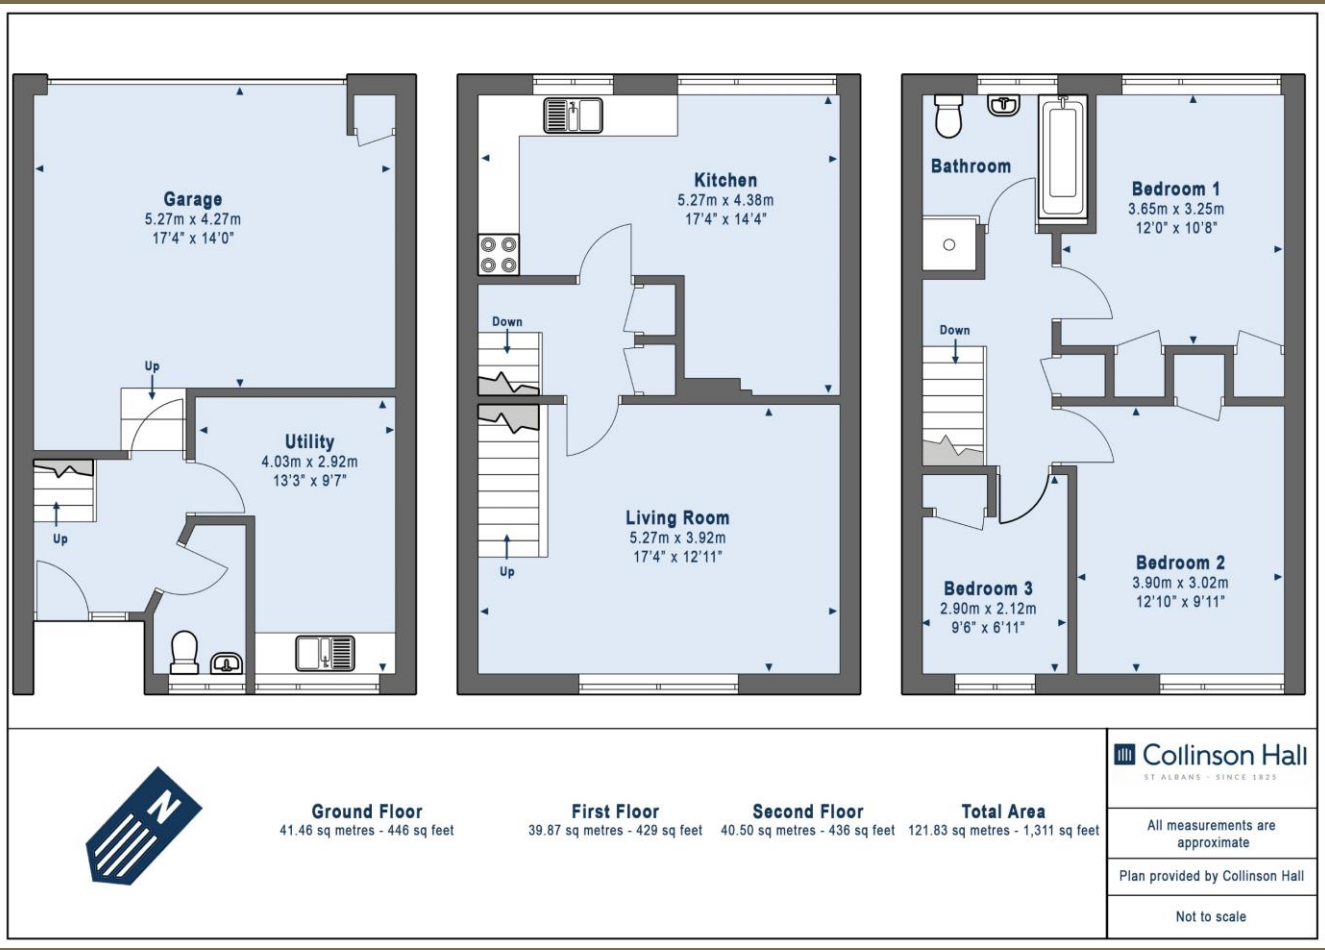 Garage
5.27m x 4.27m
17'4" x 14'0"
Up
Utility
4.03m x 2.92m
13'3" x 9'7"
Up
Kitchen
5.27m x 4.38m
17'4" x 14'4"
Down
Living Room
5.27m x 3.92m
17'4" x 12'11"
Up
Bathroom
Bedroom 1
3.65m x 3.25m
12'0" x 10'8"
Down
Bedroom 2
3.90m x 3.02m
12'10" x 9'11"
Bedroom 3
2.90m x 2.12m
9'6" x 6'11"
N
Ground Floor
41.46 sq metres - 446 sq feet
First Floor
39.87 sq metres - 429 sq feet
Second Floor
40.50 sq metres - 436 sq feet
Total Area
121.83 sq metres - 1,311 sq feet
Collinson Hall
ST ALBANS - SINCE 1825
All measurements are
approximate
Plan provided by Collinson Hall
Not to scale